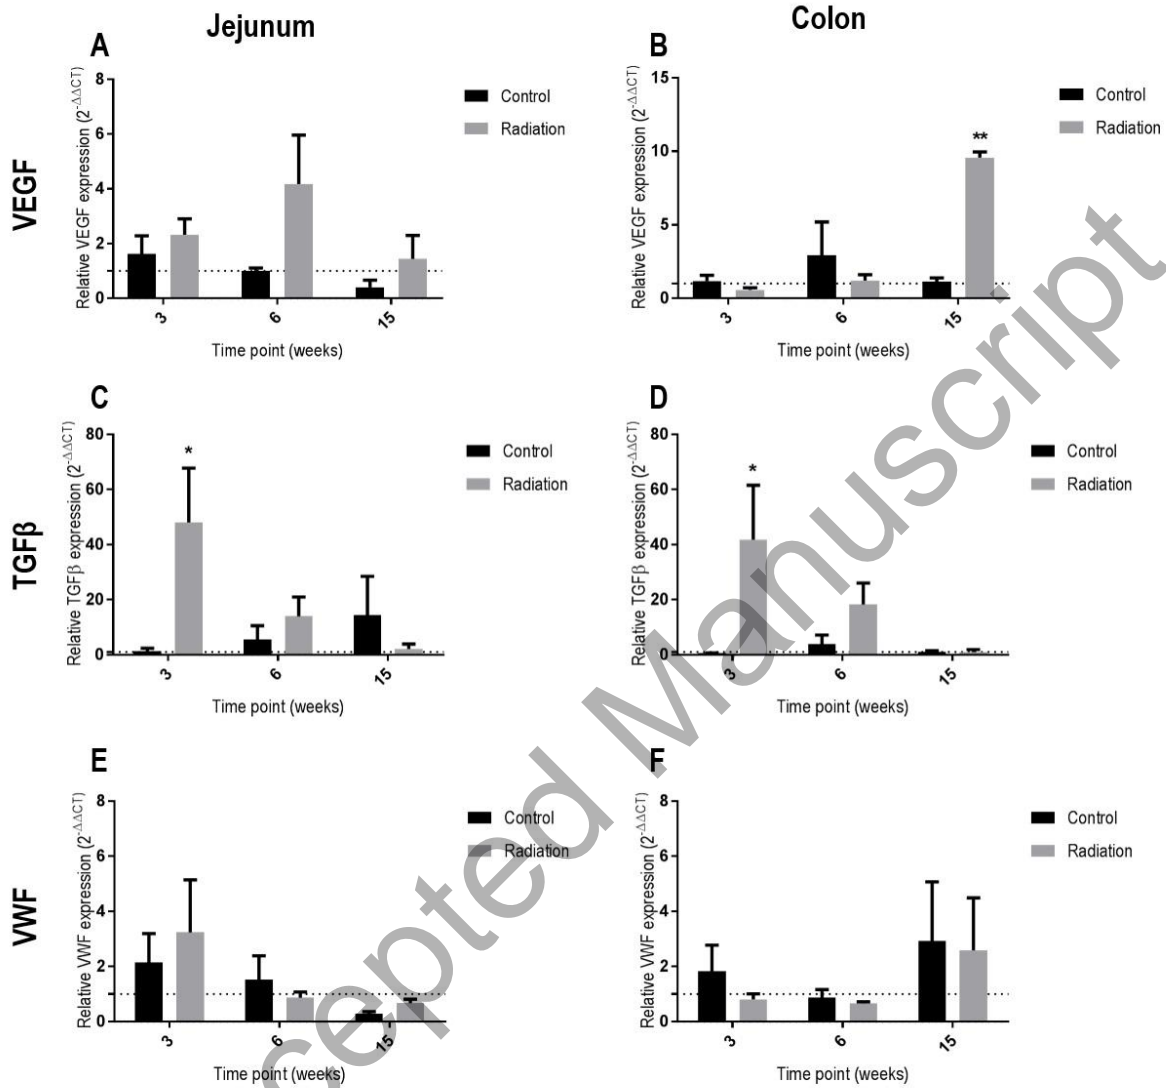 Jejunum
Colon
VEGF
A
Relative VEGF expression (2^-ΔΔCT)
8
6
4
2
0
3
6
15
Time point (weeks)
Control
Radiation
B
Relative VEGF expression (2^-ΔΔCT)
15
10
5
0
**
3
6
15
Time point (weeks)
Control
Radiation
TGFβ
C
Relative TGFβ expression (2^-ΔΔCT)
80
60
40
20
0
*
3
6
15
Time point (weeks)
Control
Radiation
D
Relative TGFβ expression (2^-ΔΔCT)
80
60
40
20
0
*
3
6
15
Time point (weeks)
Control
Radiation
VWF
E
Relative VWF expression (2^-ΔΔCT)
8
6
4
2
0
3
6
15
Time point (weeks)
Control
Radiation
F
Relative VWF expression (2^-ΔΔCT)
8
6
4
2
0
3
6
15
Time point (weeks)
Control
Radiation
cepted Manuscript